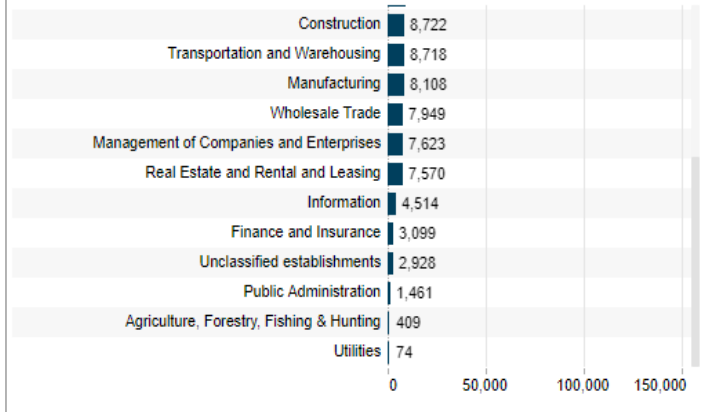 Construction 8,722
Transportation and Warehousing 8,718
Manufacturing 8,108
Wholesale Trade 7,949
Management of Companies and Enterprises 7,623
Real Estate and Rental and Leasing 7,570
Information 4,514
Finance and Insurance 3,099
Unclassified establishments 2,928
Public Administration 1,461
Agriculture, Forestry, Fishing & Hunting 409
Utilities 74
0 50,000 100,000 150,000